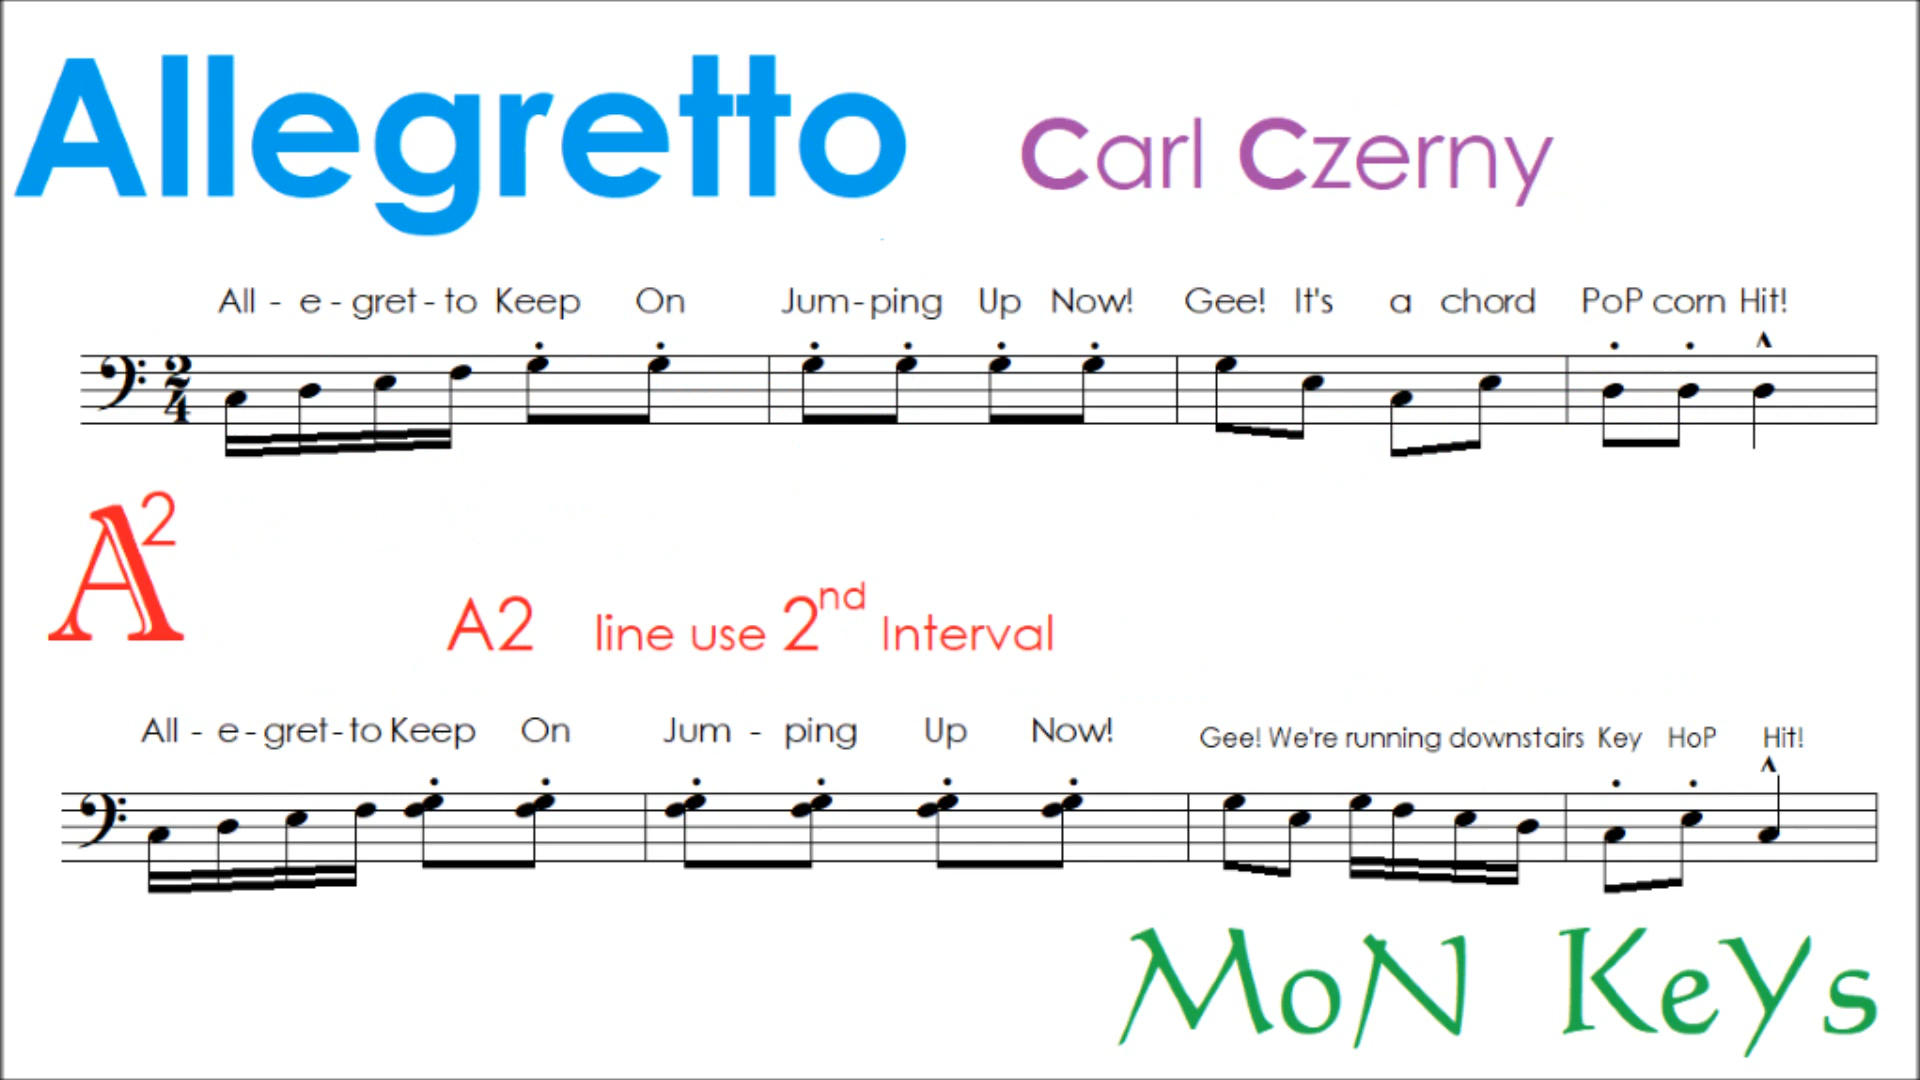 Allegretto Carl Czerny
All - e - gret - to Keep On Jum - ping Up Now! Gee! It's a chord PoP corn Hit!
2
4
A2
A2 line use 2nd Interval
All - e - gret - to Keep On Jum - ping Up Now! Gee! We're running downstairs Key HoP Hit!
MoN KeYs